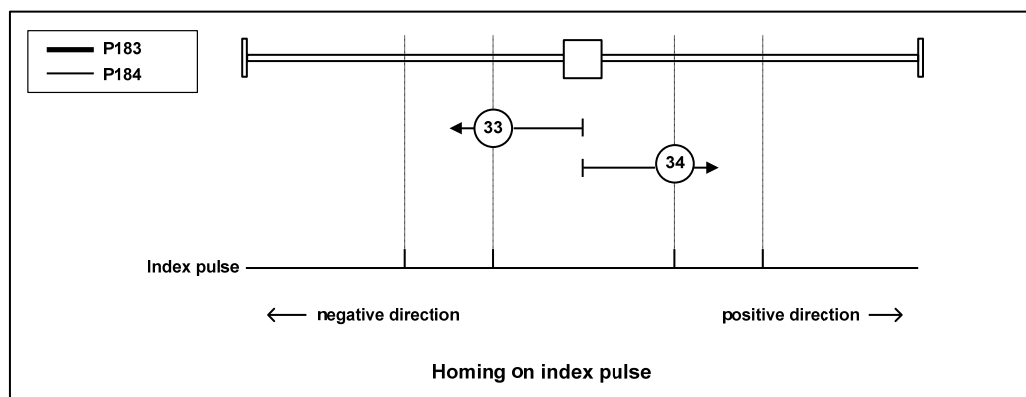 P183
P184
33
34
Index pulse
negative direction
positive direction
Homing on index pulse